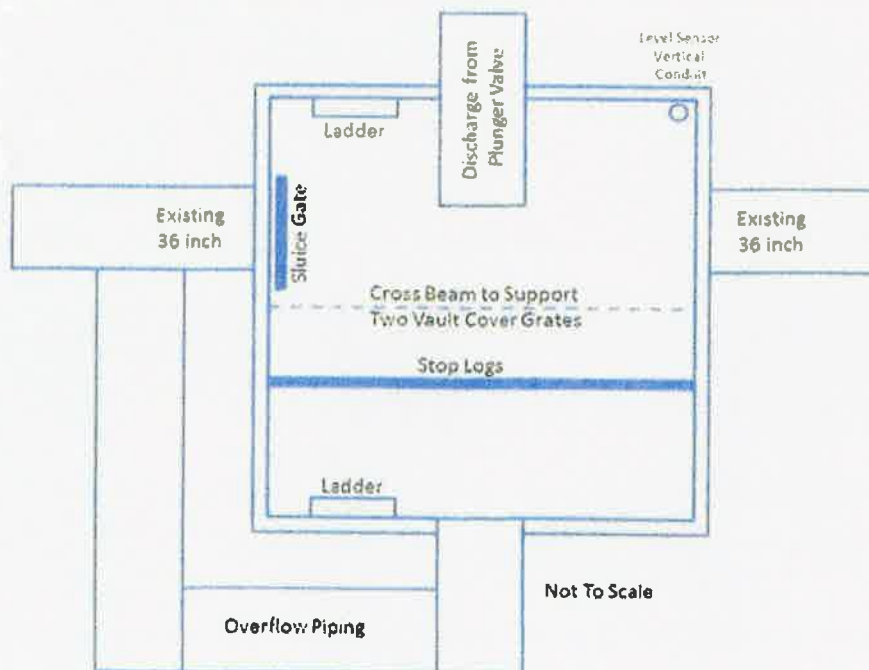 Level Sensor
Vertical
Conduit
Discharge from
Plunger Valve
Ladder
Existing
36 inch
Sluice Gate
Existing
36 inch
Cross Beam to Support
Two Vault Cover Grates
Stop Logs
Ladder
Not To Scale
Overflow Piping